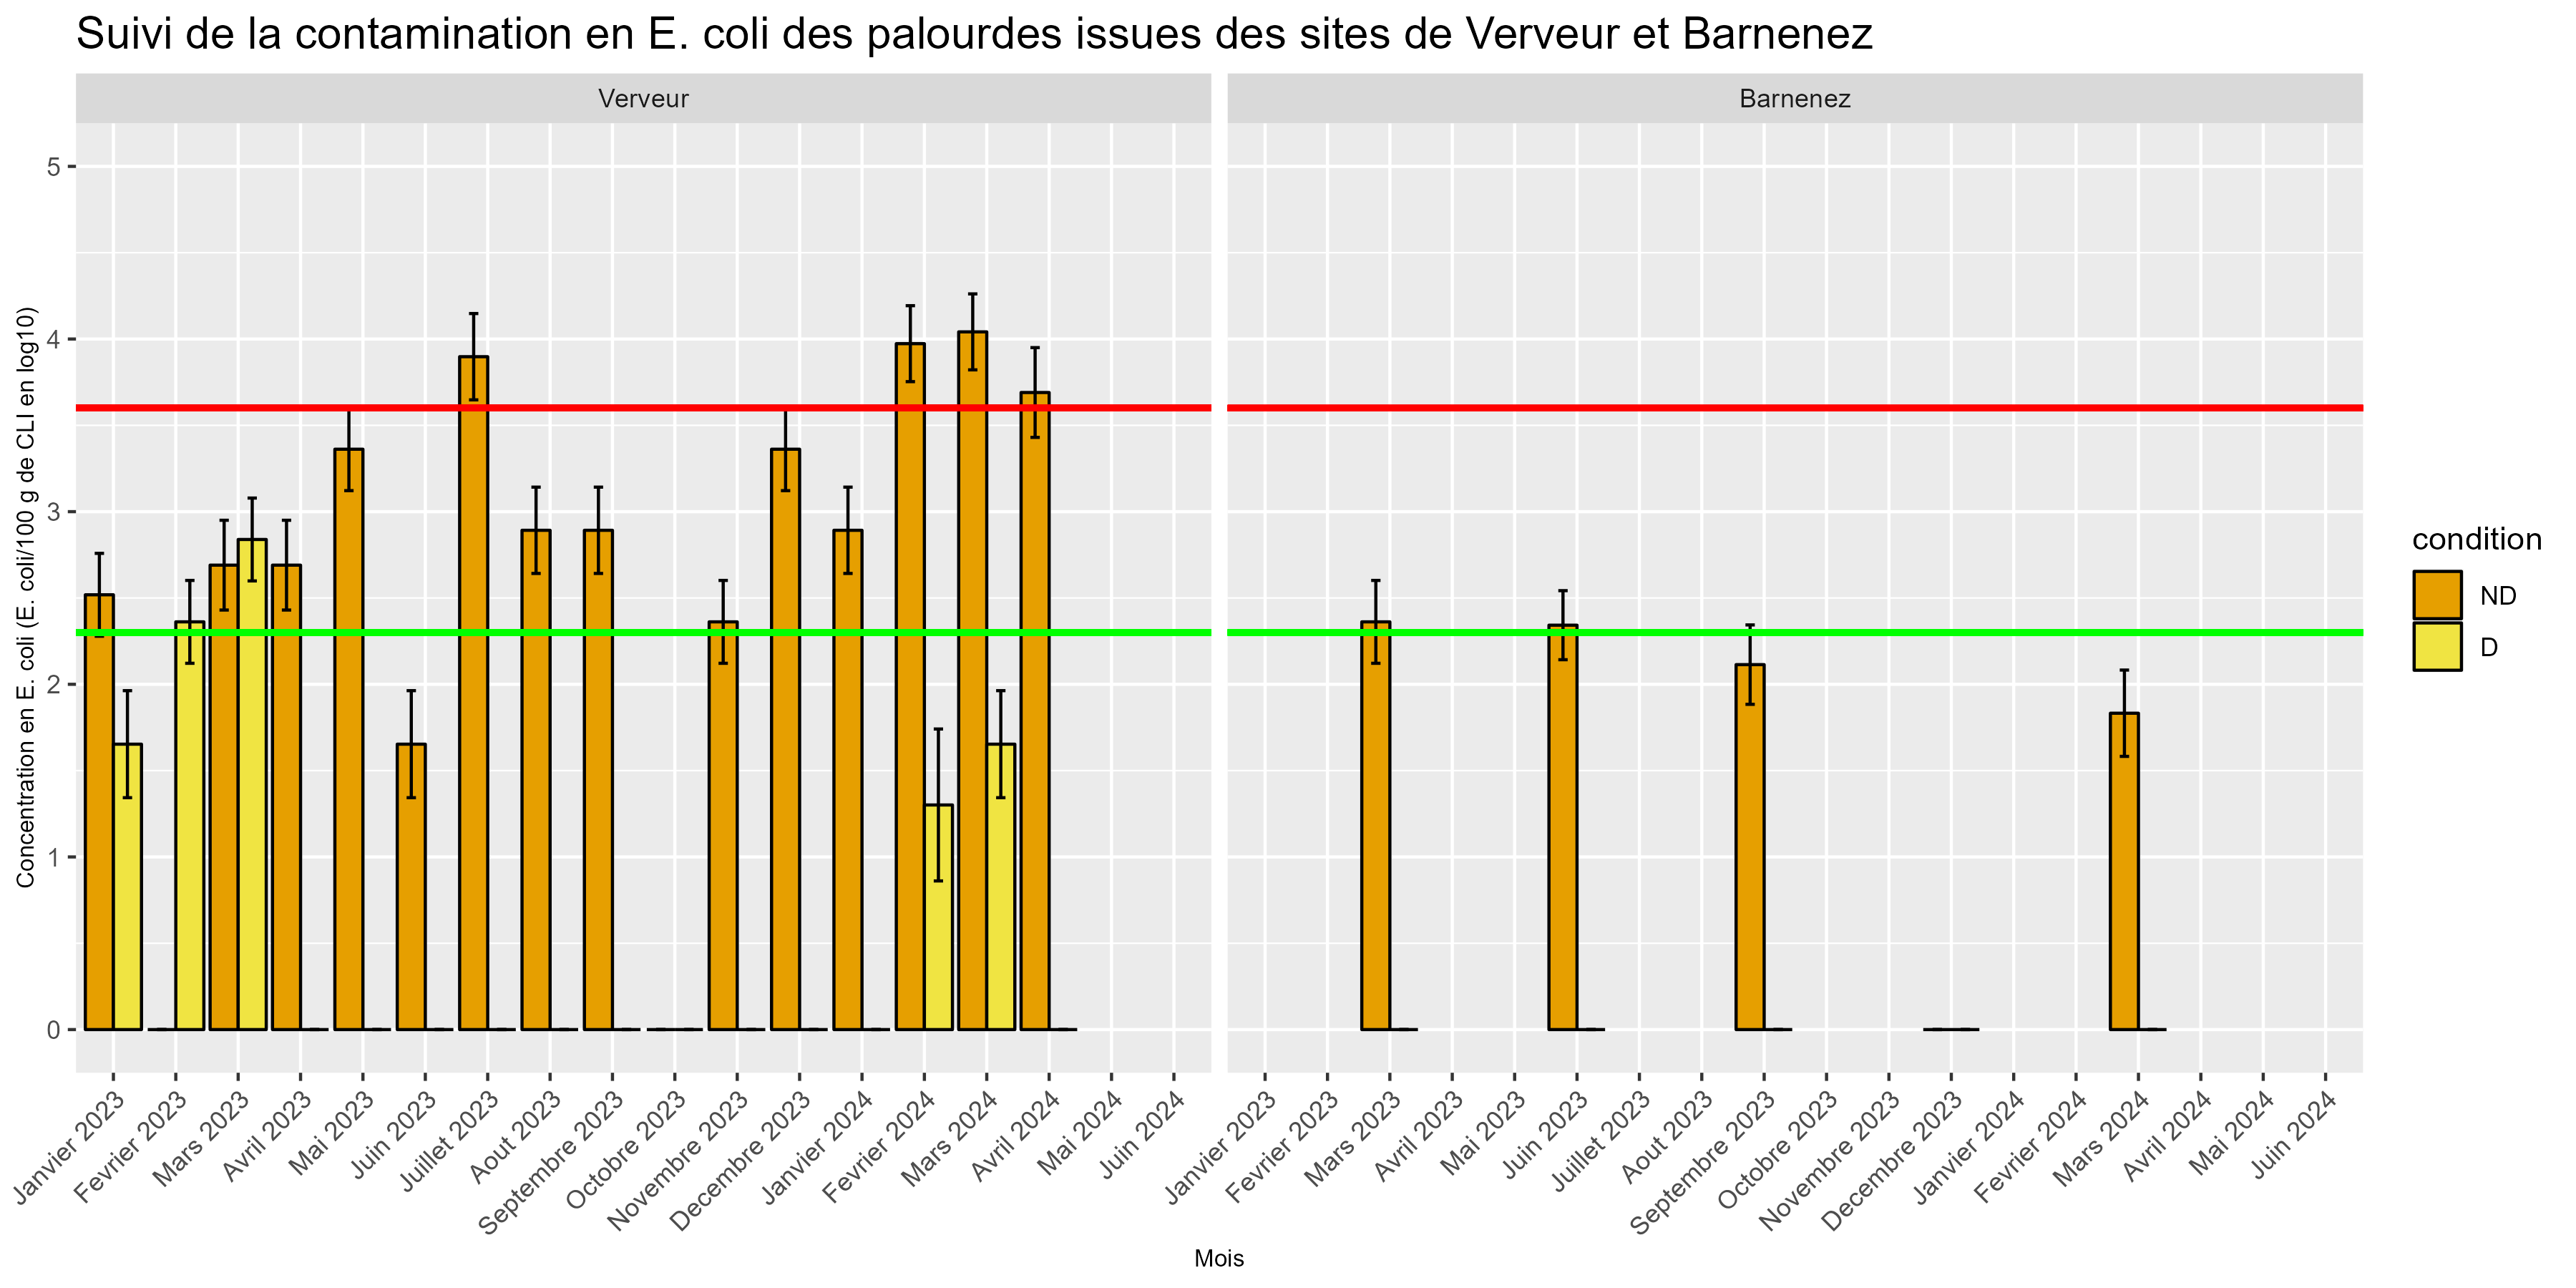 Suivi de la contamination en E. coli des palourdes issues des sites de Verveur et Barnenez
Verveur
Barnenez
Concentration en E. coli (E. coli/100 g de CLI en log10)
5
4
3
2
1
0
Janvier 2023
Fevrier 2023
Mars 2023
Avril 2023
Mai 2023
Juin 2023
Juillet 2023
Aout 2023
Septembre 2023
Octobre 2023
Novembre 2023
Decembre 2023
Janvier 2024
Fevrier 2024
Mars 2024
Avril 2024
Mai 2024
Juin 2024
Janvier 2023
Fevrier 2023
Mars 2023
Avril 2023
Mai 2023
Juin 2023
Juillet 2023
Aout 2023
Septembre 2023
Octobre 2023
Novembre 2023
Decembre 2023
Janvier 2024
Fevrier 2024
Mars 2024
Avril 2024
Mai 2024
Juin 2024
Mois
condition
ND
D